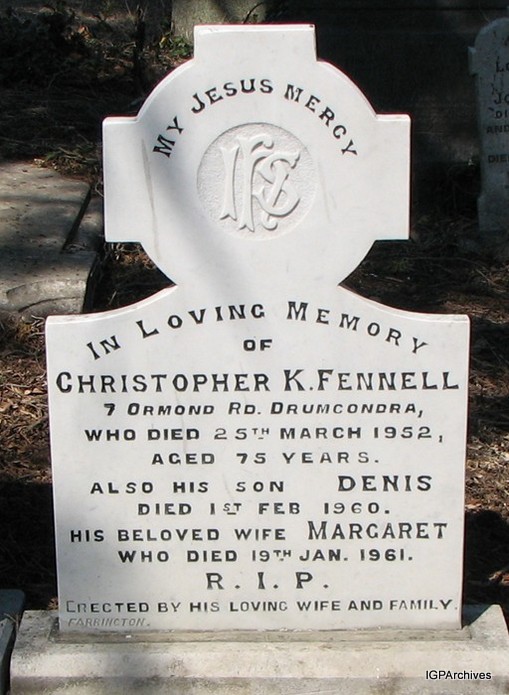 MY JESUS MERCY
IHS
IN LOVING MEMORY
OF
CHRISTOPHER K. FENNELL
7 ORMOND RD. DRUMCONDRA,
WHO DIED 25TH MARCH 1952,
AGED 75 YEARS.
ALSO HIS SON DENIS
DIED 1ST FEB 1960.
HIS BELOVED WIFE MARGARET
WHO DIED 19TH JAN. 1961.
R. I. P.
ERECTED BY HIS LOVING WIFE AND FAMILY.
FARRINGTON.
IGPArchives